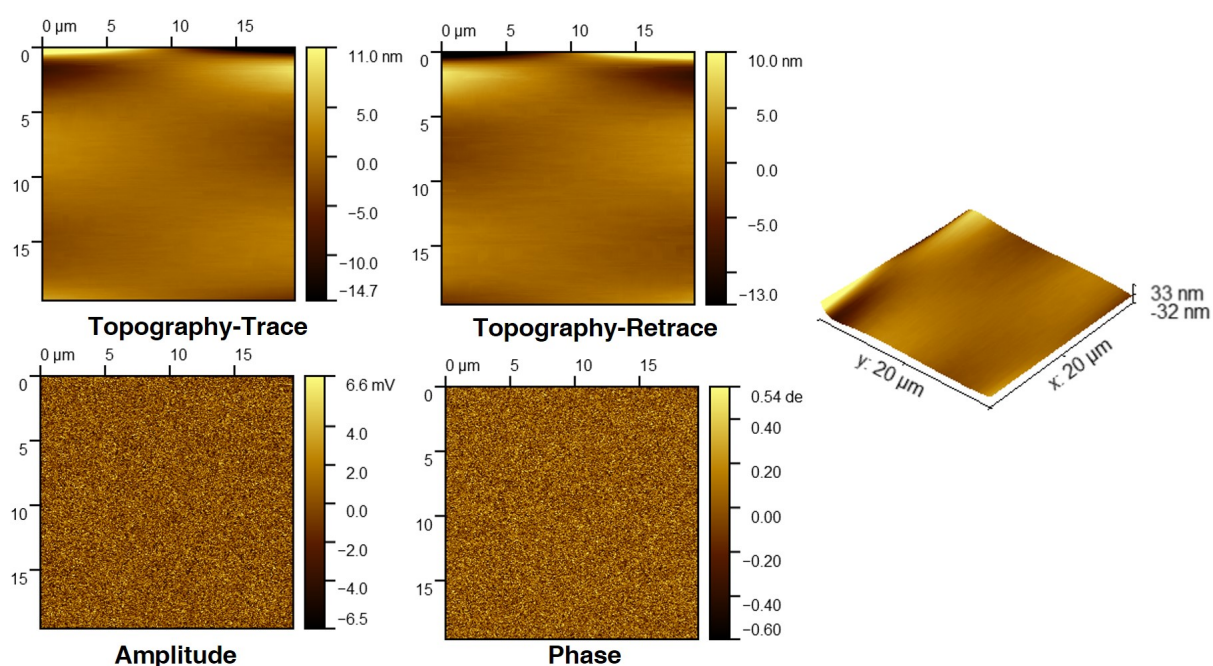 0 µm 5 10 15
0
5
10
15
11.0 nm
5.0
0.0
−5.0
−10.0
−14.7
Topography-Trace
0 µm 5 10 15
0
5
10
15
10.0 nm
5.0
0.0
−5.0
−13.0
Topography-Retrace
33 nm
-32 nm
y: 20 µm
x: 20 µm
0 µm 5 10 15
0
5
10
15
6.6 mV
4.0
2.0
0.0
−2.0
−4.0
−6.5
Amplitude
0 µm 5 10 15
0
5
10
15
0.54 de
0.40
0.20
0.00
−0.20
−0.40
−0.60
Phase